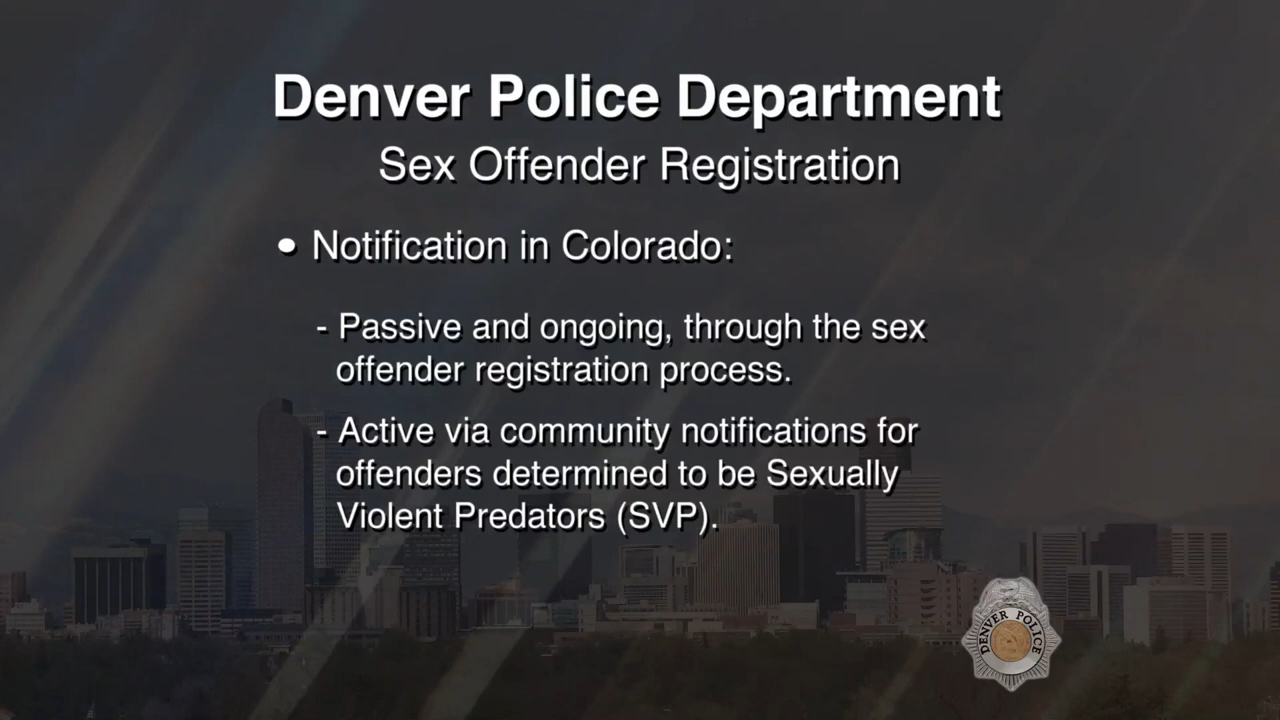 Denver Police Department
Sex Offender Registration
• Notification in Colorado:
- Passive and ongoing, through the sex
offender registration process.
- Active via community notifications for
offenders determined to be Sexually
Violent Predators (SVP).
DENVER POLICE